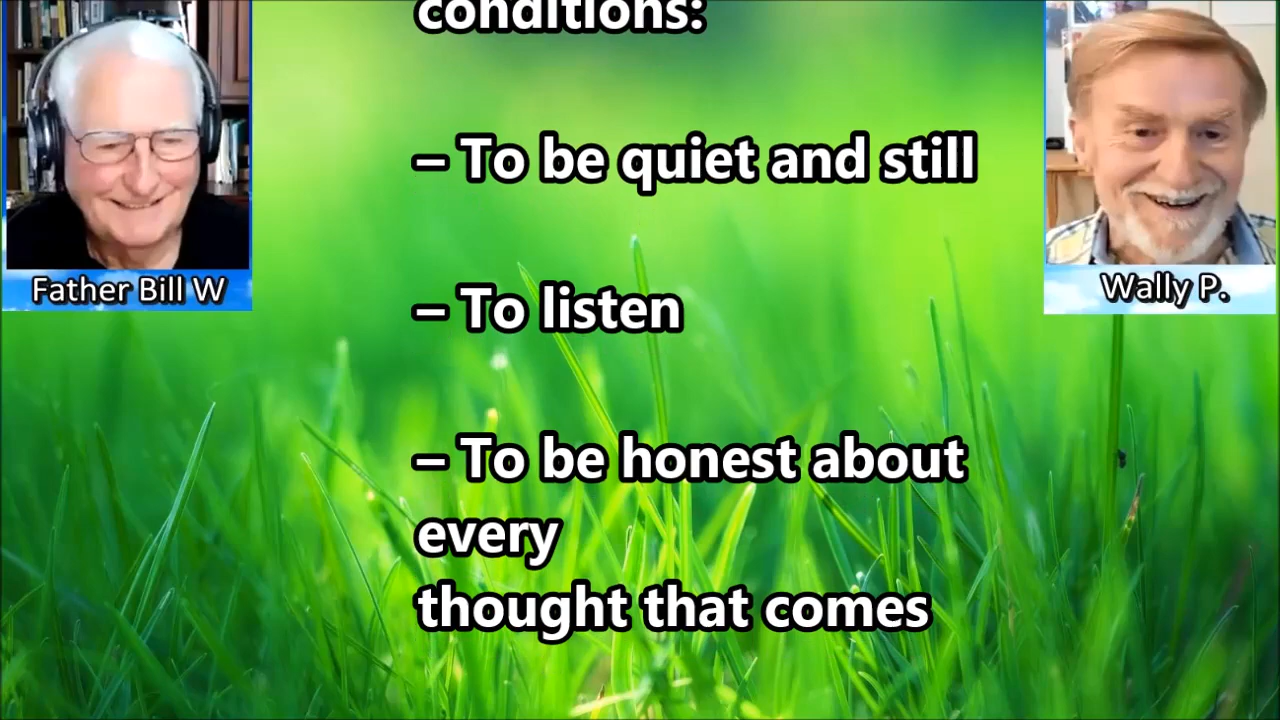 conditions:
– To be quiet and still
– To listen
– To be honest about
every
thought that comes
Father Bill W
Wally P.